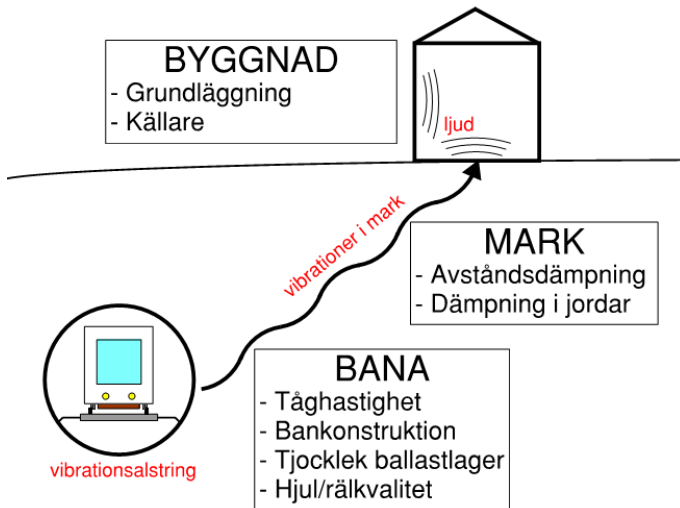 BYGGNAD
- Grundläggning
- Källare
ljud
vibrationer i mark
MARK
- Avståndsdämpning
- Dämpning i jordar
BANA
- Tåghastighet
- Bankonstruktion
- Tjocklek ballastlager
- Hjul/rälkvalitet
vibrationsalstring